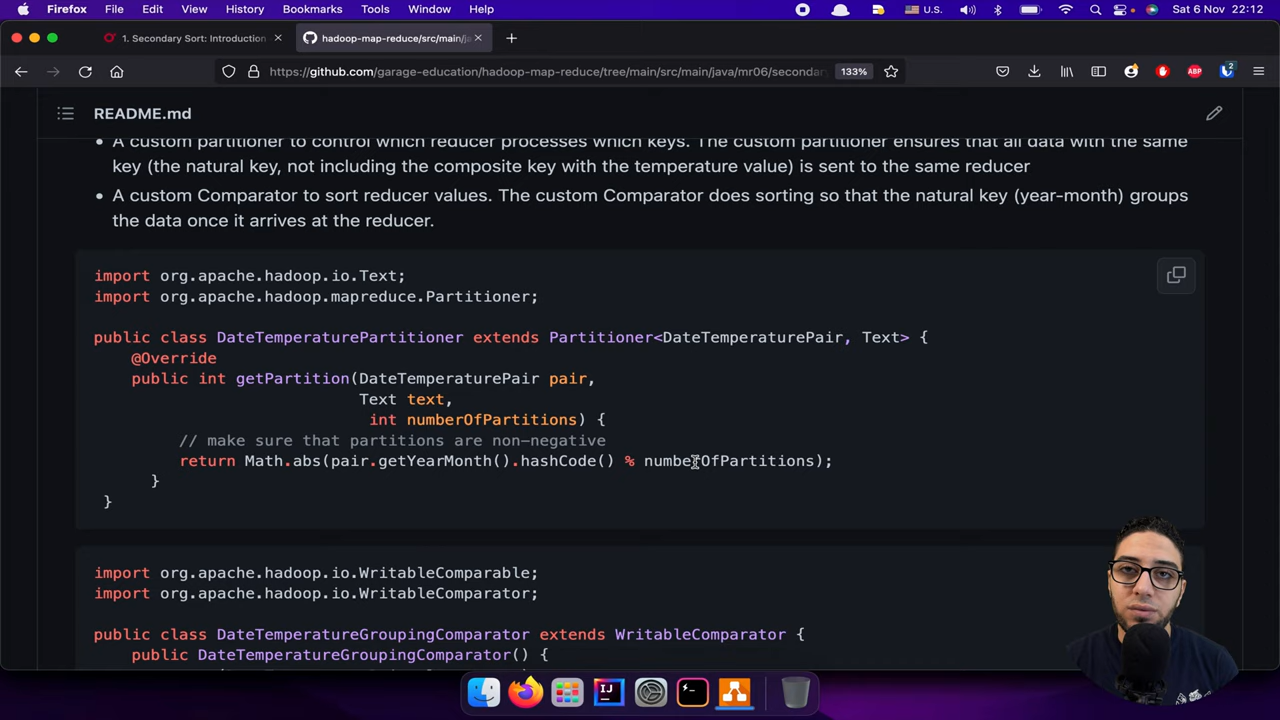 Firefox File Edit View History Bookmarks Tools Window Help U.S. Sat 6 Nov 22:12
1. Secondary Sort: Introduction
hadoop-map-reduce/src/main/ja
https://github.com/garage-education/hadoop-map-reduce/tree/main/src/main/java/mr06/secondar 133%
README.md
A custom partitioner to control which reducer processes which keys. The custom partitioner ensures that all data with the same
key (the natural key, not including the composite key with the temperature value) is sent to the same reducer
A custom Comparator to sort reducer values. The custom Comparator does sorting so that the natural key (year-month) groups
the data once it arrives at the reducer.
import org.apache.hadoop.io.Text;
import org.apache.hadoop.mapreduce.Partitioner;
public class DateTemperaturePartitioner extends Partitioner<DateTemperaturePair, Text> {
@Override
public int getPartition(DateTemperaturePair pair,
Text text,
int numberOfPartitions) {
// make sure that partitions are non-negative
return Math.abs(pair.getYearMonth().hashCode() % numberOfPartitions);
}
}
import org.apache.hadoop.io.WritableComparable;
import org.apache.hadoop.io.WritableComparator;
public class DateTemperatureGroupingComparator extends WritableComparator {
public DateTemperatureGroupingComparator() {